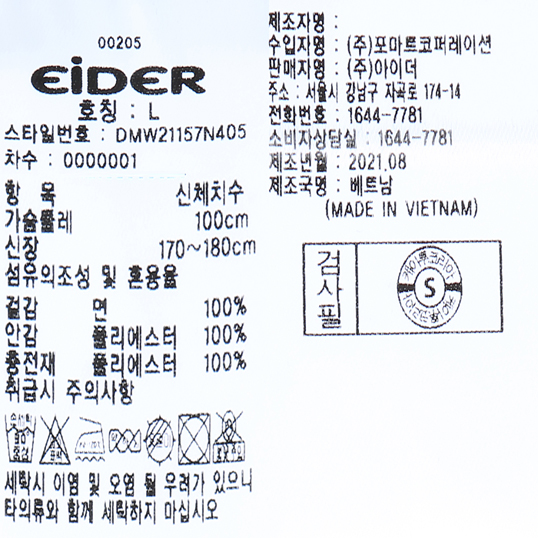 00205
EiDER
호칭 : L
스타일번호 : DMW21157N405
차수 : 0000001
항 목 신체치수
가슴둘레 100cm
신장 170~180cm
섬유의조성 및 혼용율
겉감 면 100%
안감 폴리에스터 100%
충전재 폴리에스터 100%
취급시 주의사항
세탁시 이염 및 오염 될 우려가 있으니
타의류와 함께 세탁하지 마십시오
제조자명 :
수입자명 : (주)포마트코퍼레이션
판매자명 : (주)아이더
주소 : 서울시 강남구 자곡로 174-14
전화번호 : 1644-7781
소비자상담실 : 1644-7781
제조년월 : 2021.08
제조국명 : 베트남
(MADE IN VIETNAM)
검사필
S